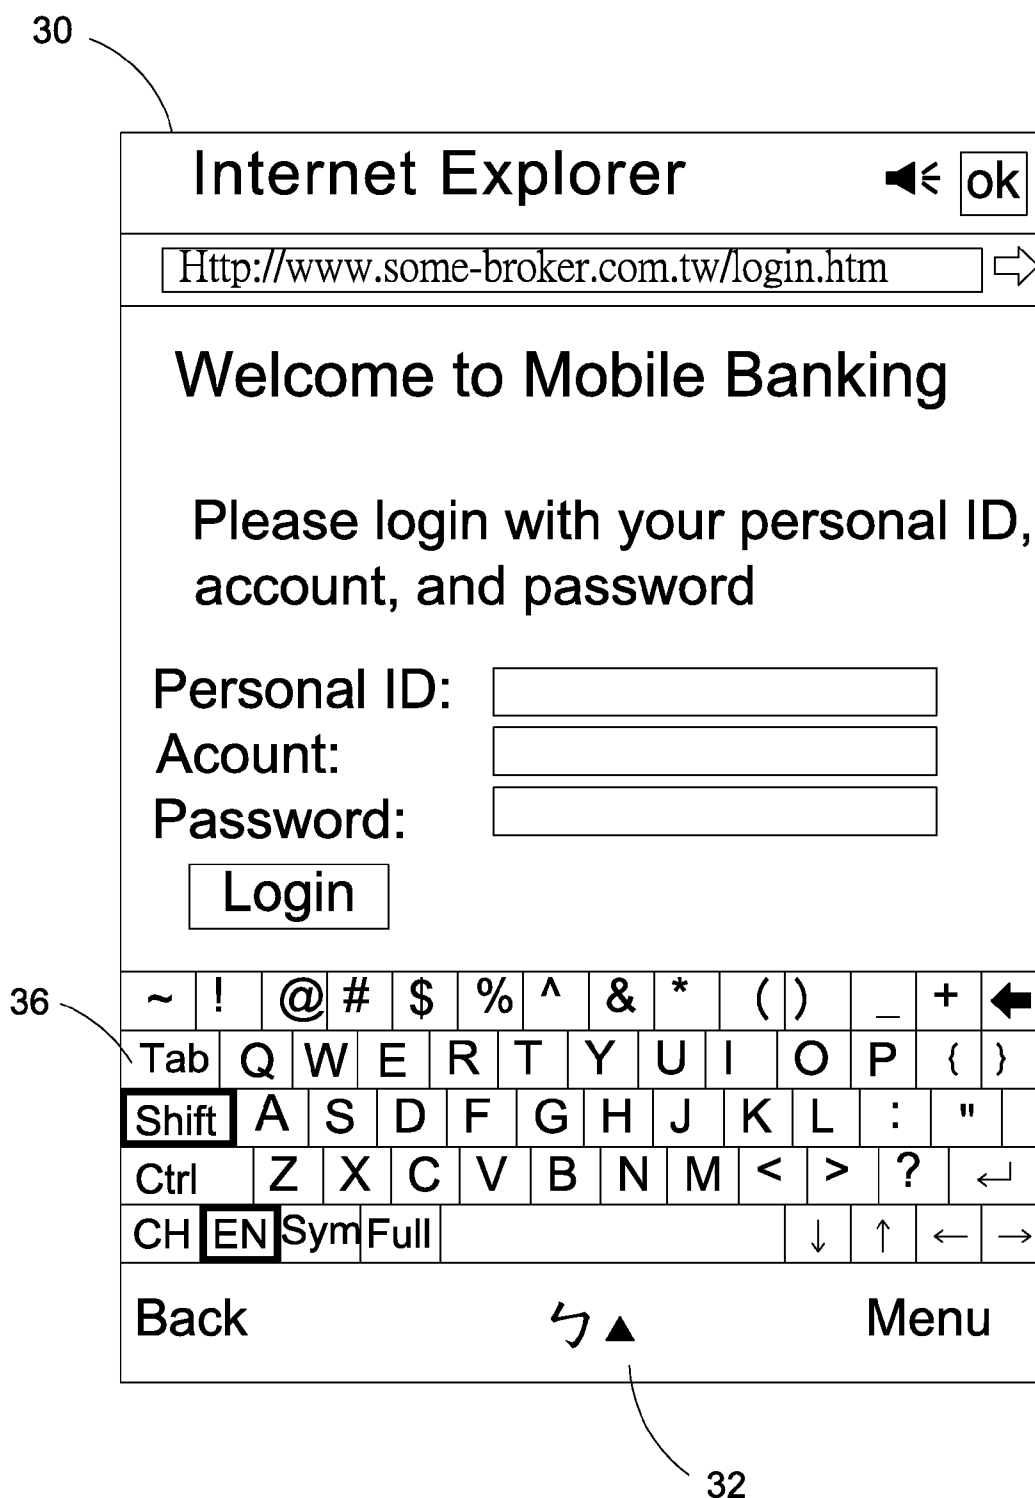 30
Internet Explorer ok
Http://www.some-broker.com.tw/login.htm
Welcome to Mobile Banking
Please login with your personal ID,
account, and password
Personal ID:
Acount:
Password:
Login
36
~ ! @ # $ % ^ & * ( ) _ + ←
Tab Q W E R T Y U I O P { }
Shift A S D F G H J K L : "
Ctrl Z X C V B N M < > ? ↵
CH EN Sym Full ↓ ↑ ← →
Back ㄅ▲ Menu
32